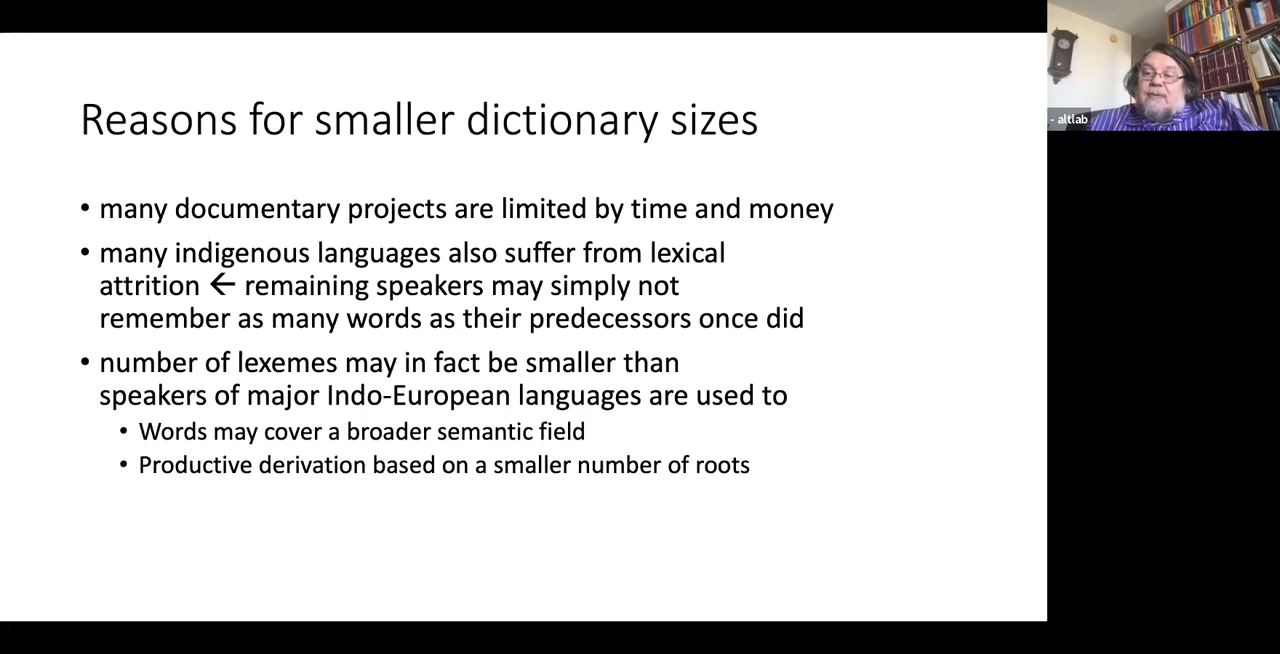 Reasons for smaller dictionary sizes
• many documentary projects are limited by time and money
• many indigenous languages also suffer from lexical
attrition ← remaining speakers may simply not
remember as many words as their predecessors once did
• number of lexemes may in fact be smaller than
speakers of major Indo-European languages are used to
• Words may cover a broader semantic field
• Productive derivation based on a smaller number of roots
- altlab